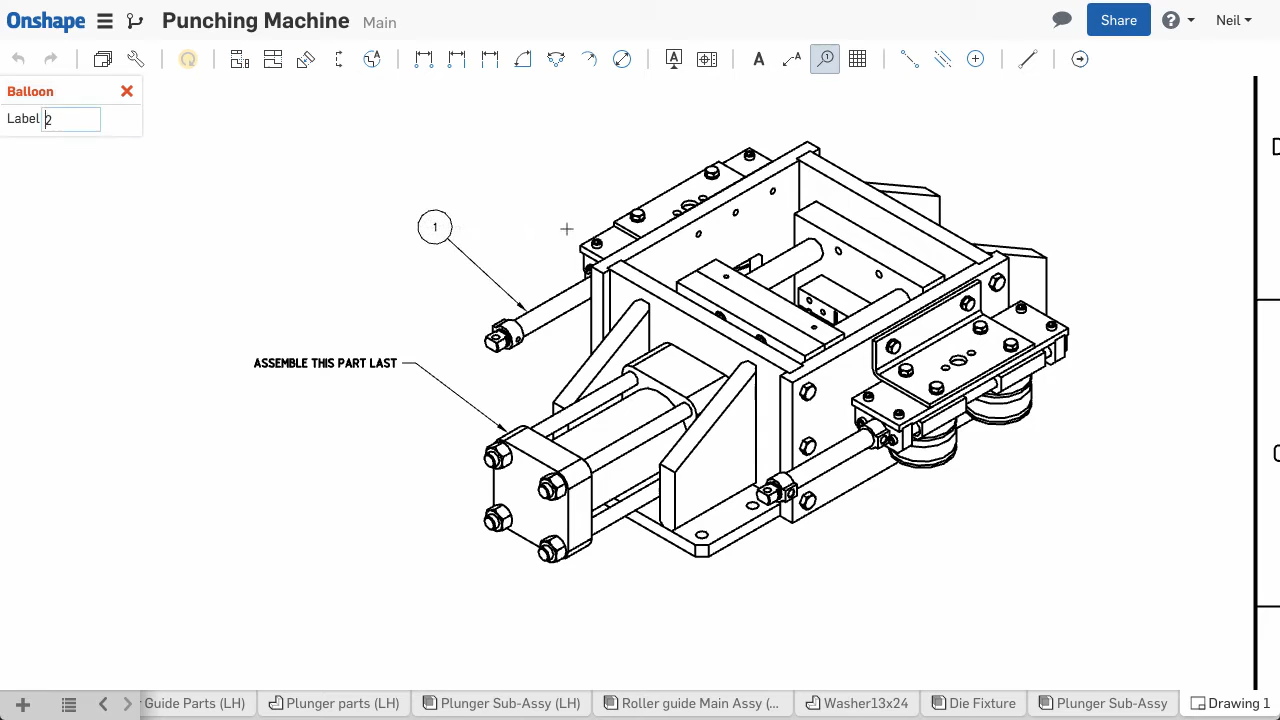 Onshape Punching Machine Main Share Neil
Balloon
Label 2
1
ASSEMBLE THIS PART LAST
Guide Parts (LH) Plunger parts (LH) Plunger Sub-Assy (LH) Roller guide Main Assy (... Washer13x24 Die Fixture Plunger Sub-Assy Drawing 1